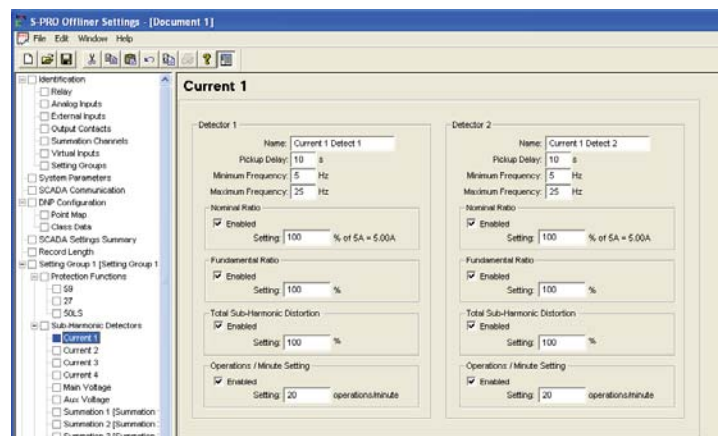 S-PRO Offliner Settings - [Document 1]
File Edit Window Help
Identification
Relay
Analog Inputs
External Inputs
Output Contacts
Summation Channels
Virtual Inputs
Setting Groups
System Parameters
SCADA Communication
DNP Configuration
Point Map
Class Data
SCADA Settings Summary
Record Length
Setting Group 1 [Setting Group 1
Protection Functions
59
27
50LS
Sub-Harmonic Detectors
Current 1
Current 2
Current 3
Current 4
Main Voltage
Aux Voltage
Summation 1 [Summation
Summation 2 [Summation
Summation 3 [Summation
Current 1
Detector 1
Name: Current 1 Detect 1
Pickup Delay: 10 s
Minimum Frequency: 5 Hz
Maximum Frequency: 25 Hz
Nominal Ratio
Enabled
Setting: 100 % of 5A = 5.00A
Fundamental Ratio
Enabled
Setting: 100 %
Total Sub-Harmonic Distortion
Enabled
Setting: 100 %
Operations / Minute Setting
Enabled
Setting: 20 operations/minute
Detector 2
Name: Current 1 Detect 2
Pickup Delay: 10 s
Minimum Frequency: 5 Hz
Maximum Frequency: 25 Hz
Nominal Ratio
Enabled
Setting: 100 % of 5A = 5.00A
Fundamental Ratio
Enabled
Setting: 100 %
Total Sub-Harmonic Distortion
Enabled
Setting: 100 %
Operations / Minute Setting
Enabled
Setting: 20 operations/minute